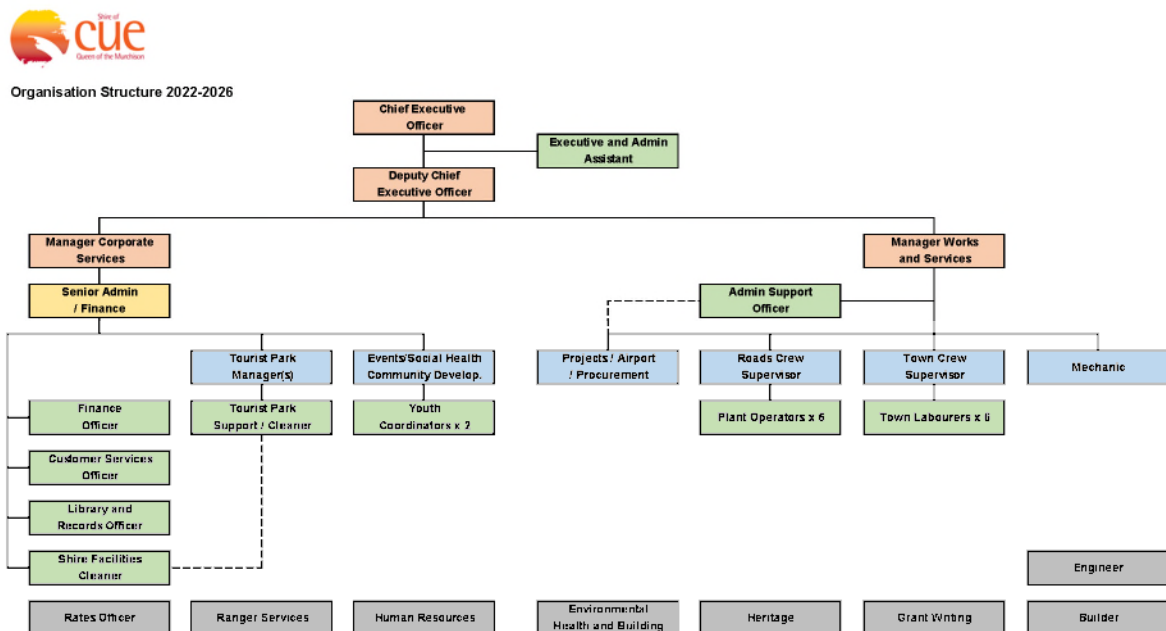 Shire of
cue
Queen of the Murchison
Organisation Structure 2022-2026
Chief Executive
Officer
Executive and Admin
Assistant
Deputy Chief
Executive Officer
Manager Corporate
Services
Manager Works
and Services
Senior Admin
/ Finance
Admin Support
Officer
Tourist Park
Manager(s)
Events/Social Health
Community Develop.
Projects / Airport
/ Procurement
Roads Crew
Supervisor
Town Crew
Supervisor
Mechanic
Finance
Officer
Tourist Park
Support / Cleaner
Youth
Coordinators x 2
Plant Operators x 6
Town Labourers x 6
Customer Services
Officer
Library and
Records Officer
Shire Facilities
Cleaner
Engineer
Rates Officer
Ranger Services
Human Resources
Environmental
Health and Building
Heritage
Grant Writing
Builder